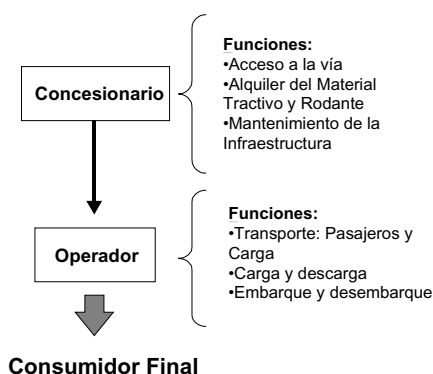 Funciones:
•Acceso a la vía
•Alquiler del Material
Tractivo y Rodante
•Mantenimiento de la
Infraestructura
Concesionario
Funciones:
•Transporte: Pasajeros y
Carga
•Carga y descarga
•Embarque y desembarque
Operador
Consumidor Final